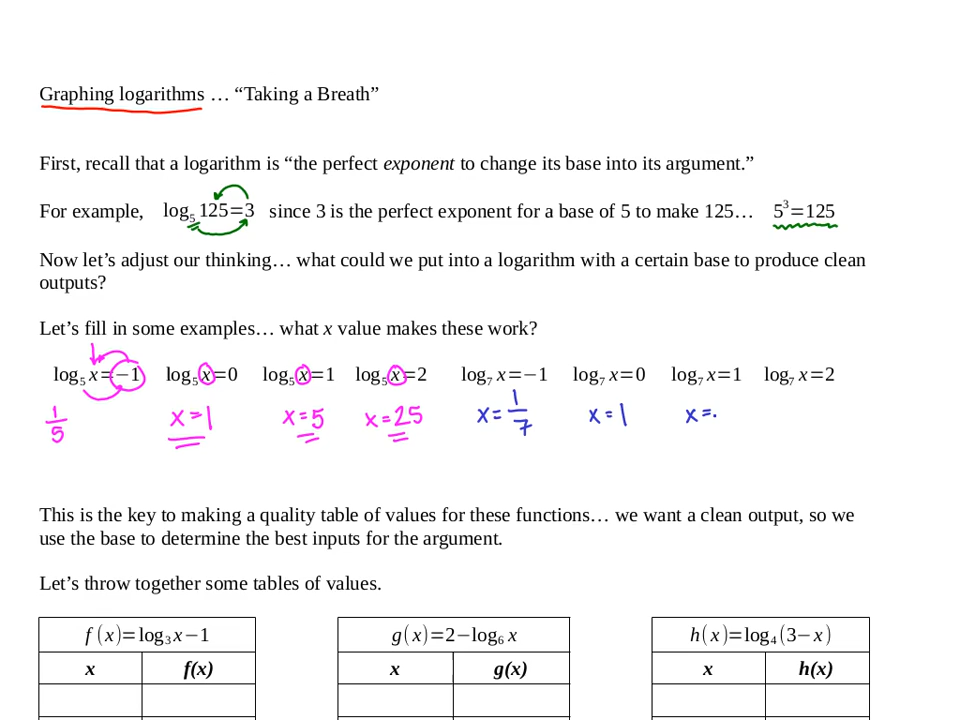 Graphing logarithms … “Taking a Breath”
First, recall that a logarithm is “the perfect exponent to change its base into its argument.”
For example, log₅ 125=3 since 3 is the perfect exponent for a base of 5 to make 125… 5³=125
Now let’s adjust our thinking… what could we put into a logarithm with a certain base to produce clean
outputs?
Let’s fill in some examples… what x value makes these work?
log₅ x=−1 log₅ x=0 log₅ x=1 log₅ x=2 log₇ x=−1 log₇ x=0 log₇ x=1 log₇ x=2
1/5 x=1 x=5 x=25 x=1/7 x=1 x=
This is the key to making a quality table of values for these functions… we want a clean output, so we
use the base to determine the best inputs for the argument.
Let’s throw together some tables of values.
f(x)=log₃ x−1 g(x)=2−log₆ x h(x)=log₄(3−x)
x f(x) x g(x) x h(x)